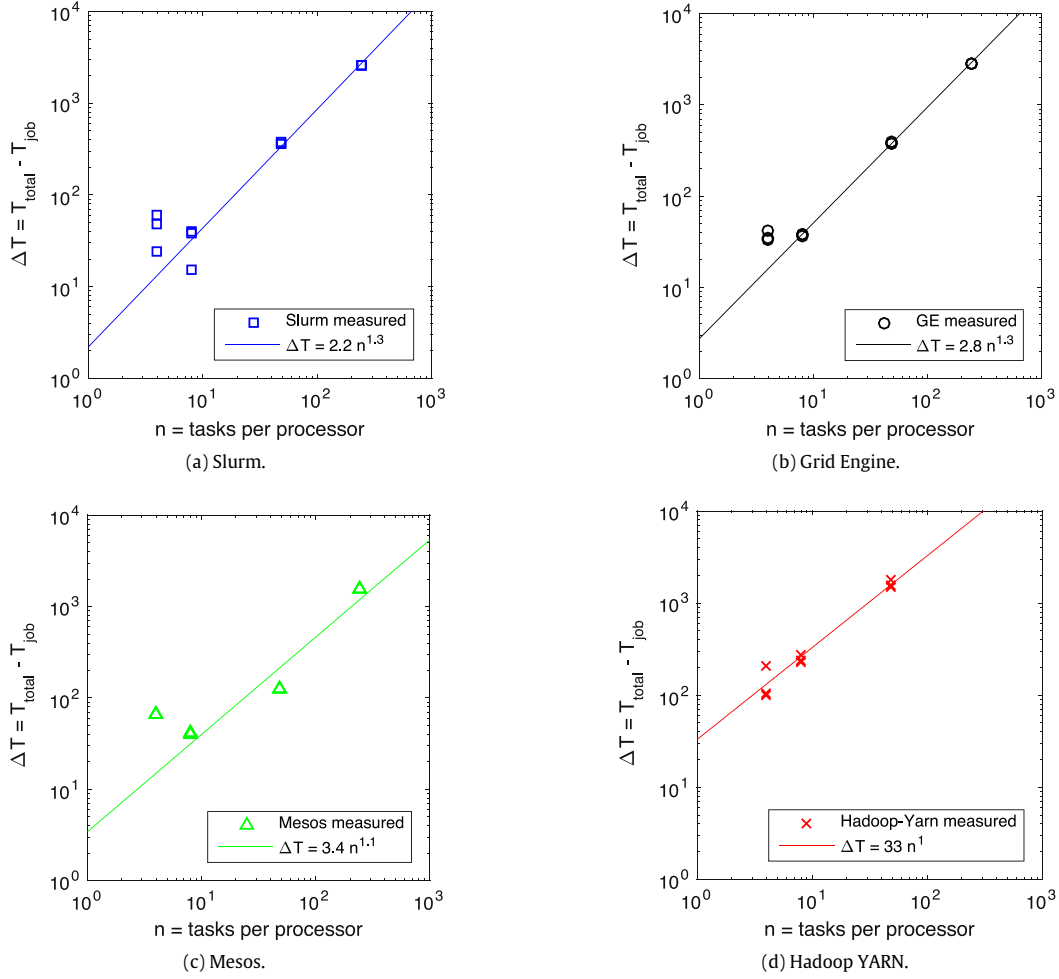 10^4
10^3
10^2
10^1
10^0
ΔT = T_total - T_job
Slurm measured
ΔT = 2.2 n^1.3
10^0 10^1 10^2 10^3
n = tasks per processor
(a) Slurm.
10^4
10^3
10^2
10^1
10^0
ΔT = T_total - T_job
GE measured
ΔT = 2.8 n^1.3
10^0 10^1 10^2 10^3
n = tasks per processor
(b) Grid Engine.
10^4
10^3
10^2
10^1
10^0
ΔT = T_total - T_job
Mesos measured
ΔT = 3.4 n^1.1
10^0 10^1 10^2 10^3
n = tasks per processor
(c) Mesos.
10^4
10^3
10^2
10^1
10^0
ΔT = T_total - T_job
Hadoop-Yarn measured
ΔT = 33 n^1
10^0 10^1 10^2 10^3
n = tasks per processor
(d) Hadoop YARN.